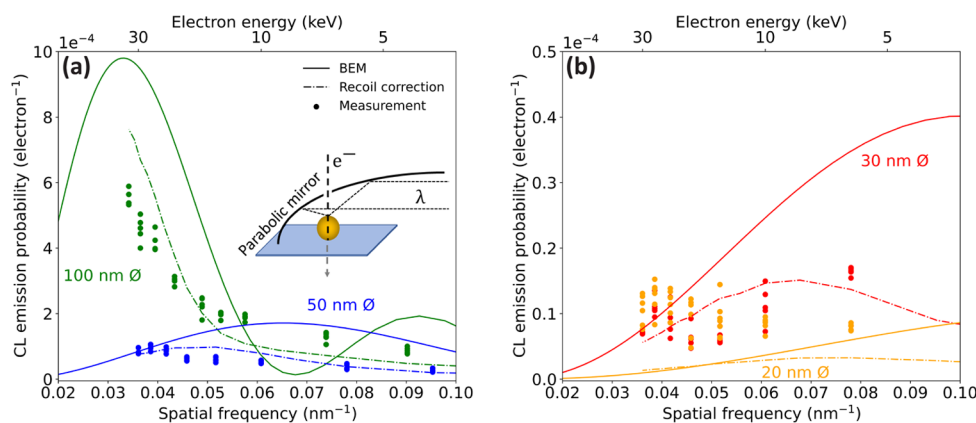 Electron energy (keV)
1e−4 30 10 5
(a)
BEM
Recoil correction
Measurement
10
8
6
4
2
0
CL emission probability (electron⁻¹)
e⁻
Parabolic mirror
λ
100 nm Ø
50 nm Ø
0.02 0.03 0.04 0.05 0.06 0.07 0.08 0.09 0.10
Spatial frequency (nm⁻¹)
Electron energy (keV)
1e−4 30 10 5
(b)
0.5
0.4
0.3
0.2
0.1
0.0
CL emission probability (electron⁻¹)
30 nm Ø
20 nm Ø
0.02 0.03 0.04 0.05 0.06 0.07 0.08 0.09 0.10
Spatial frequency (nm⁻¹)